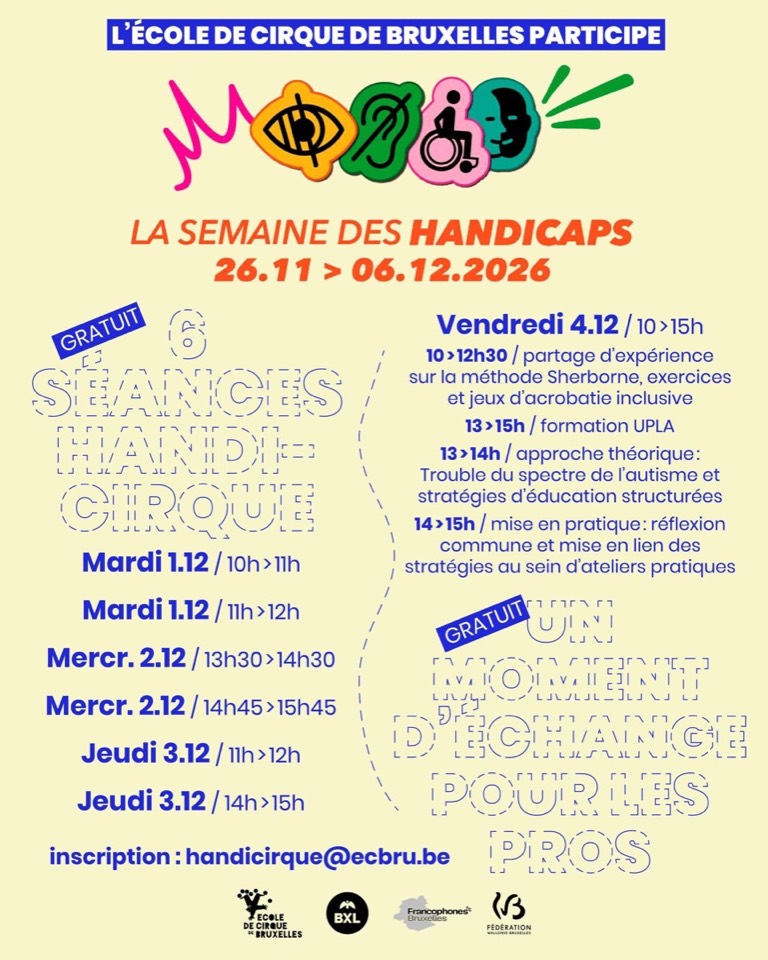 L'ÉCOLE DE CIRQUE DE BRUXELLES PARTICIPE
LA SEMAINE DES HANDICAPS
26.11 > 06.12.2026
GRATUIT
6
SÉANCES
HANDI-
CIRQUE
Mardi 1.12 / 10h>11h
Mardi 1.12 / 11h>12h
Mercr. 2.12 / 13h30>14h30
Mercr. 2.12 / 14h45>15h45
Jeudi 3.12 / 11h>12h
Jeudi 3.12 / 14h>15h
Vendredi 4.12 / 10>15h
10>12h30 / partage d'expérience
sur la méthode Sherborne, exercices
et jeux d'acrobatie inclusive
13>15h / formation UPLA
13>14h / approche théorique :
Trouble du spectre de l'autisme et
stratégies d'éducation structurées
14>15h / mise en pratique : réflexion
commune et mise en lien des
stratégies au sein d'ateliers pratiques
GRATUIT
UN
MOMENT
D'ÉCHANGE
POUR LES
PROS
inscription : handicirque@ecbru.be
ECOLE
DE CIRQUE
DE BRUXELLES
BXL
Francophones
Bruxelles
FÉDÉRATION
WALLONIE-BRUXELLES